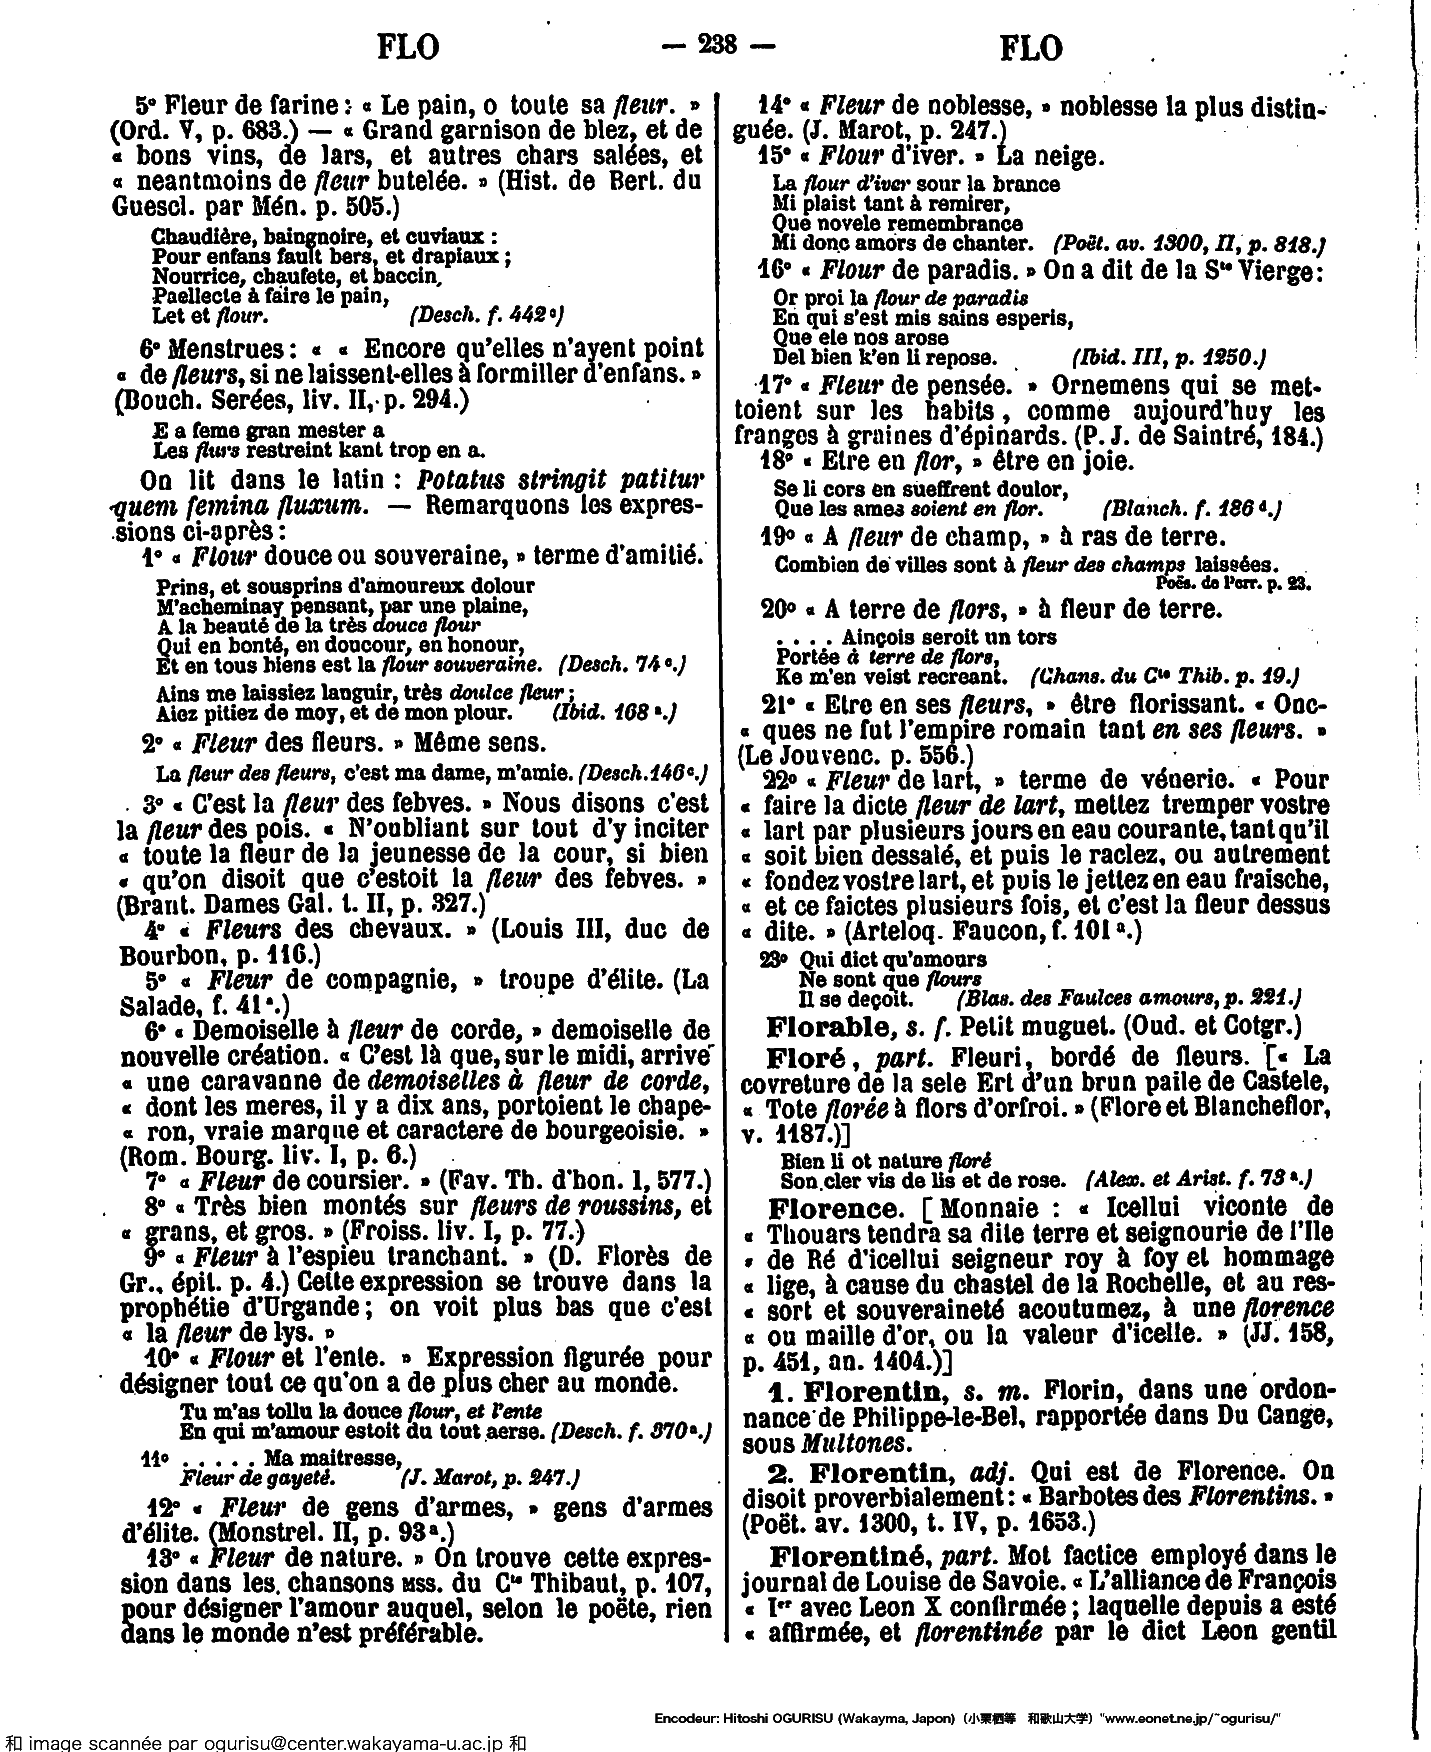 FLO — 238 — FLO
5° Fleur de farine : « Le pain, o toute sa fleur. »
(Ord. V, p. 683.) — « Grand garnison de blez, et de
« bons vins, de lars, et autres chars salées, et
« neantmoins de fleur butelée. » (Hist. de Bert. du
Guescl. par Mén. p. 505.)
Chaudière, baingnoire, et cuviaux :
Pour enfans fault bers, et drapiaux ;
Nourrice, chaufete, et baccin,
Paellecte à faire le pain,
Let et flour. (Desch. f. 442 c)
6° Menstrues : « « Encore qu'elles n'ayent point
« de fleurs, si ne laissent-elles à formiller d'enfans. »
(Bouch. Serées, liv. II, p. 294.)
E a feme gran mester a
Les flurs restreint kant trop en a.
On lit dans le latin : Potatus stringit patitur
quem femina fluxum. — Remarquons les expres-
sions ci-après :
1° « Flour douce ou souveraine, » terme d'amitié.
Prins, et sousprins d'amoureux dolour
M'acheminay pensant, par une plaine,
A la beauté de la très douce flour
Qui en bonté, en doucour, en honour,
Et en tous biens est la flour souveraine. (Desch. 74 c.)
Ains me laissiez languir, très doulce fleur ;
Aiez pitiez de moy, et de mon plour. (Ibid. 168 a.)
2° « Fleur des fleurs. » Même sens.
La fleur des fleurs, c'est ma dame, m'amie. (Desch. 146 c.)
3° « C'est la fleur des febves. » Nous disons c'est
la fleur des pois. « N'oubliant sur tout d'y inciter
« toute la fleur de la jeunesse de la cour, si bien
« qu'on disoit que c'estoit la fleur des febves. »
(Brant. Dames Gal. t. II, p. 327.)
4° « Fleurs des chevaux. » (Louis III, duc de
Bourbon, p. 116.)
5° « Fleur de compagnie, » troupe d'élite. (La
Salade, f. 41 a.)
6° « Demoiselle à fleur de corde, » demoiselle de
nouvelle création. « C'est là que, sur le midi, arrive
« une caravanne de demoiselles à fleur de corde,
« dont les meres, il y a dix ans, portoient le chape-
« ron, vraie marque et caractere de bourgeoisie. »
(Rom. Bourg. liv. I, p. 6.)
7° « Fleur de coursier. » (Fav. Th. d'hon. I, 577.)
8° « Très bien montés sur fleurs de roussins, et
« grans, et gros. » (Froiss. liv. I, p. 77.)
9° « Fleur à l'espieu tranchant. » (D. Florès de
Gr., épit. p. 4.) Cette expression se trouve dans la
prophétie d'Urgande ; on voit plus bas que c'est
« la fleur de lys. »
10° « Flour et l'ente. » Expression figurée pour
désigner tout ce qu'on a de plus cher au monde.
Tu m'as tollu la douce flour, et l'ente
En qui m'amour estoit du tout aerse. (Desch. f. 370 a.)
11° . . . . . Ma maitresse,
Fleur de gayeté. (J. Marot, p. 247.)
12° « Fleur de gens d'armes, » gens d'armes
d'élite. (Monstrel. II, p. 93 a.)
13° « Fleur de nature. » On trouve cette expres-
sion dans les chansons MSS. du Cte Thibaut, p. 107,
pour désigner l'amour auquel, selon le poëte, rien
dans le monde n'est préférable.
14° « Fleur de noblesse, » noblesse la plus distin-
guée. (J. Marot, p. 247.)
15° « Flour d'iver. » La neige.
La flour d'iver sour la brance
Mi plaist tant à remirer,
Que novele remembrance
Mi donc amors de chanter. (Poët. av. 1300, II, p. 818.)
16° « Flour de paradis. » On a dit de la Ste Vierge :
Or proi la flour de paradis
En qui s'est mis sains esperis,
Que ele nos arose
Del bien k'en li repose. (Ibid. III, p. 1250.)
17° « Fleur de pensée. » Ornemens qui se met-
toient sur les habits, comme aujourd'huy les
franges à graines d'épinards. (P. J. de Saintré, 184.)
18° « Etre en flor, » être en joie.
Se li cors en sueffrent doulor,
Que les ames soient en flor. (Blanch. f. 186 d.)
19° « A fleur de champ, » à ras de terre.
Combien de villes sont à fleur des champs laissées.
Poës. de Perr. p. 23.
20° « A terre de flors, » à fleur de terre.
. . . . Ainçois seroit un tors
Portée à terre de flors,
Ke m'en veist recreant. (Chans. du Cte Thib. p. 19.)
21° « Etre en ses fleurs, » être florissant. « Onc-
« ques ne fut l'empire romain tant en ses fleurs. »
(Le Jouvenc. p. 556.)
22° « Fleur de lart, » terme de vénerie. « Pour
« faire la dicte fleur de lart, mettez tremper vostre
« lart par plusieurs jours en eau courante, tant qu'il
« soit bien dessalé, et puis le raclez, ou autrement
« fondez vostre lart, et puis le jettez en eau fraische,
« et ce faictes plusieurs fois, et c'est la fleur dessus
« dite. » (Arteloq. Faucon, f. 101 a.)
23° Qui dict qu'amours
Ne sont que flours
Il se deçoit. (Blas. des Faulces amours, p. 221.)
Florable, s. f. Petit muguet. (Oud. et Cotgr.)
Floré, part. Fleuri, bordé de fleurs. [« La
covreture de la sele Ert d'un brun paile de Castele,
« Tote florée à flors d'orfroi. » (Flore et Blancheflor,
v. 1187.)]
Bien li ot nature floré
Son cler vis de lis et de rose. (Alex. et Arist. f. 73 a.)
Florence. [Monnaie : « Icellui viconte de
« Thouars tendra sa dite terre et seignourie de l'Ile
« de Ré d'icellui seigneur roy à foy et hommage
« lige, à cause du chastel de la Rochelle, et au res-
« sort et souveraineté acoutumez, à une florence
« ou maille d'or, ou la valeur d'icelle. » (JJ. 158,
p. 451, an. 1404.)]
1. Florentin, s. m. Florin, dans une ordon-
nance de Philippe-le-Bel, rapportée dans Du Cange,
sous Multones.
2. Florentin, adj. Qui est de Florence. On
disoit proverbialement : « Barbotes des Florentins. »
(Poët. av. 1300, t. IV, p. 1653.)
Florentiné, part. Mot factice employé dans le
journal de Louise de Savoie. « L'alliance de François
« Ier avec Leon X confirmée ; laquelle depuis a esté
« affirmée, et florentinée par le dict Leon gentil
Encodeur: Hitoshi OGURISU (Wakayma, Japon) (小栗栖等 和歌山大学) "www.eonet.ne.jp/~ogurisu/"
和 image scannée par ogurisu@center.wakayama-u.ac.jp 和